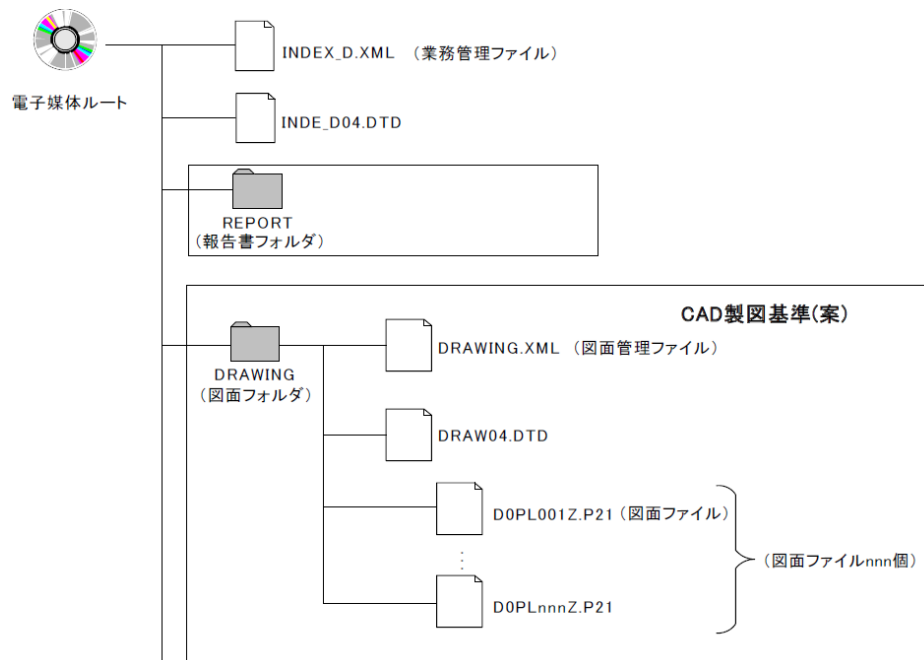 INDEX_D.XML (業務管理ファイル)
電子媒体ルート
INDE_D04.DTD
REPORT
(報告書フォルダ)
CAD製図基準(案)
DRAWING.XML (図面管理ファイル)
DRAWING
(図面フォルダ)
DRAW04.DTD
D0PL001Z.P21(図面ファイル)
⋮
(図面ファイルnnn個)
D0PLnnnZ.P21